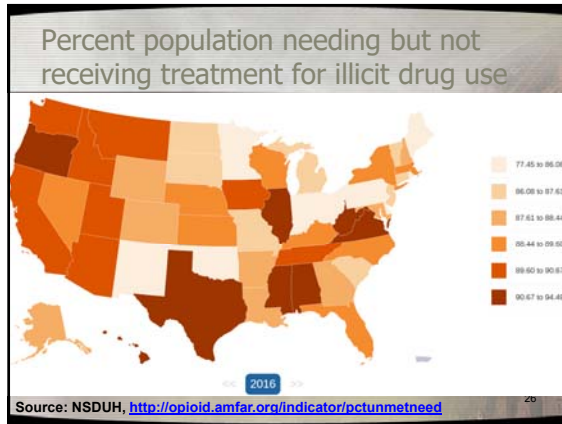 Percent population needing but not
receiving treatment for illicit drug use
77.45 to 86.08
86.08 to 87.61
87.61 to 88.44
88.44 to 89.60
89.60 to 90.67
90.67 to 94.48
<< 2016 >>
26
Source: NSDUH, http://opioid.amfar.org/indicator/pctunmetneed